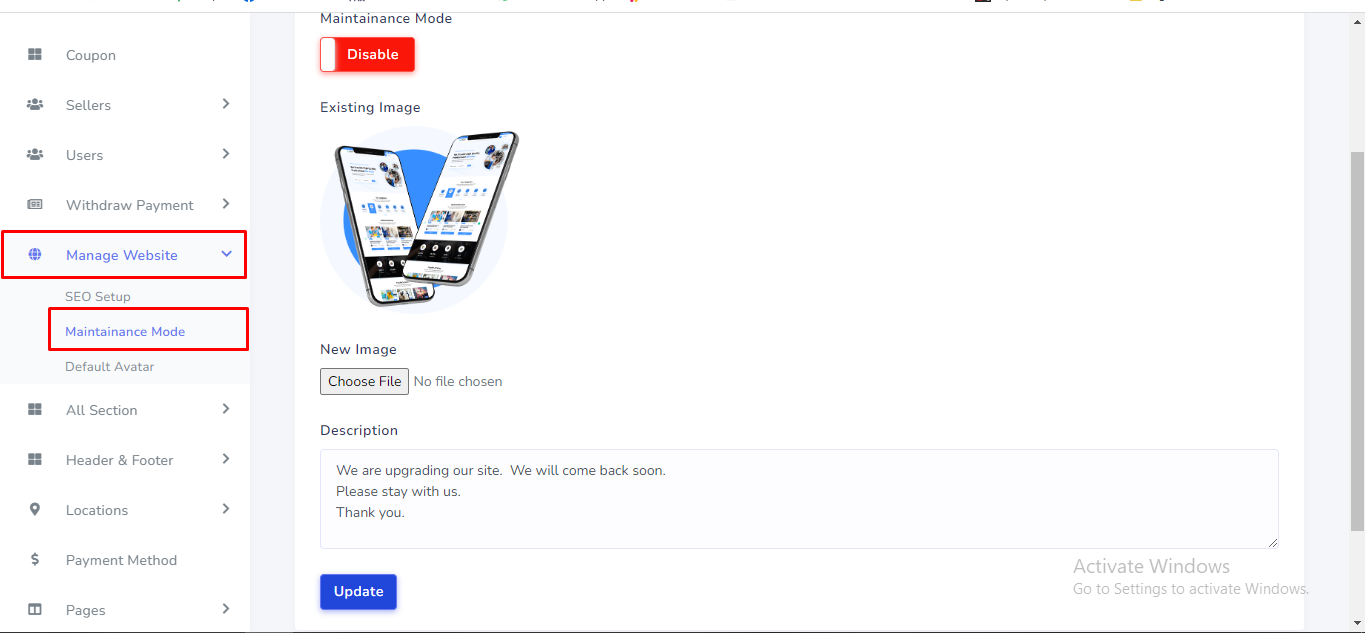 Coupon
Sellers
Users
Withdraw Payment
Manage Website
SEO Setup
Maintainance Mode
Default Avatar
All Section
Header & Footer
Locations
Payment Method
Pages
Maintainance Mode
Disable
Existing Image
New Image
Choose File No file chosen
Description
We are upgrading our site.  We will come back soon.
Please stay with us.
Thank you.
Update
Activate Windows
Go to Settings to activate Windows.